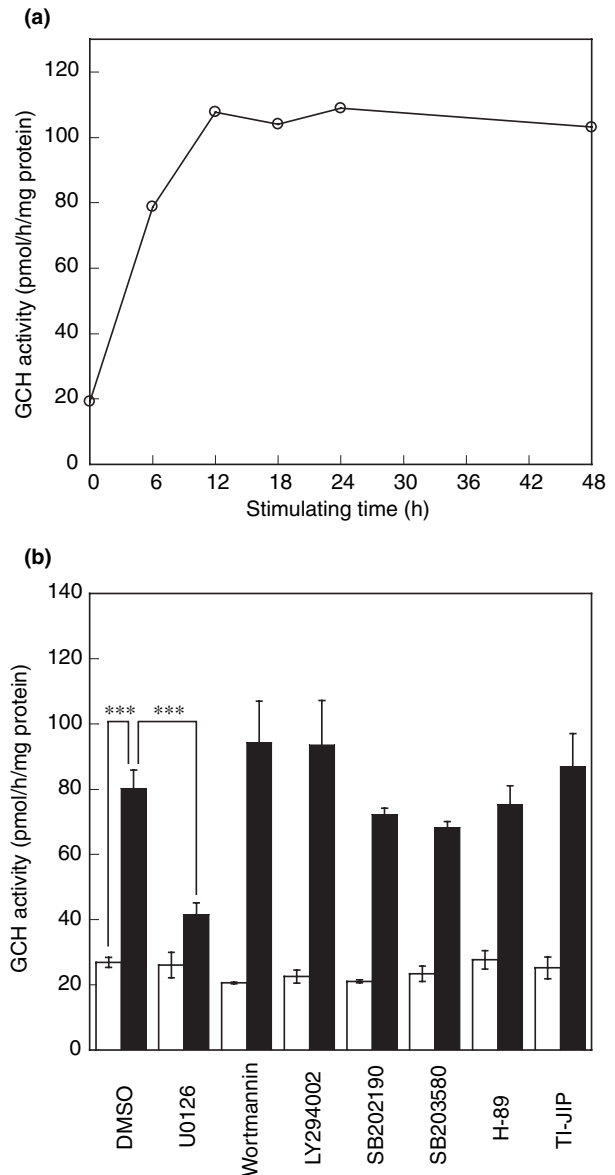 (a)
GCH activity (pmol/h/mg protein)
120
100
80
60
40
20
0
0 6 12 18 24 30 36 42 48
Stimulating time (h)
(b)
GCH activity (pmol/h/mg protein)
140
120
100
80
60
40
20
0
*** ***
DMSO
U0126
Wortmannin
LY294002
SB202190
SB203580
H-89
TI-JIP